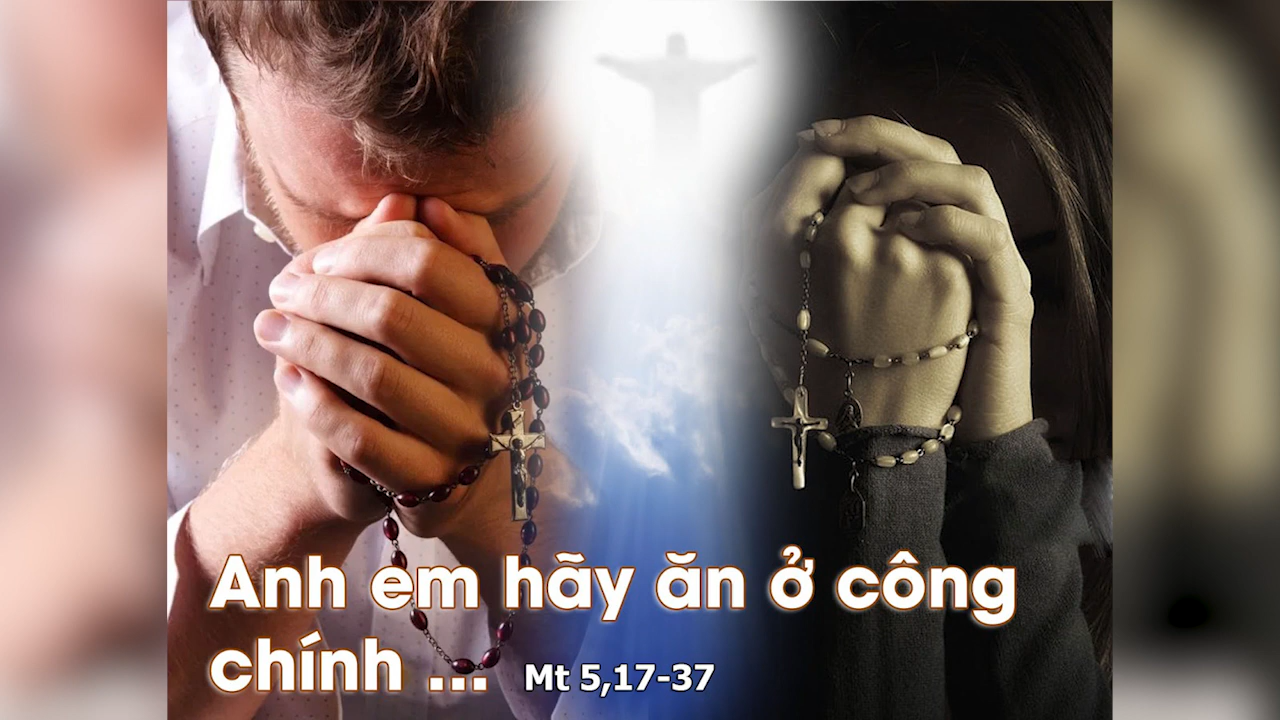 Anh em hãy ăn ở công
chính ... Mt 5,17-37